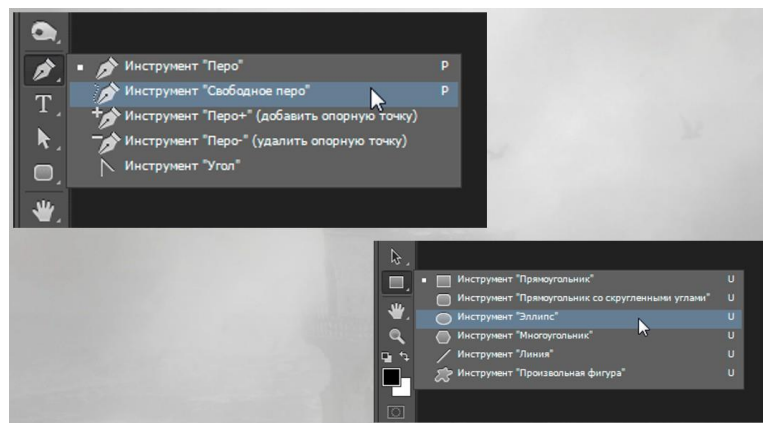 Инструмент "Перо" P
Инструмент "Свободное перо" P
Инструмент "Перо+" (добавить опорную точку)
Инструмент "Перо-" (удалить опорную точку)
Инструмент "Угол"
T
Инструмент "Прямоугольник" U
Инструмент "Прямоугольник со скругленными углами" U
Инструмент "Эллипс" U
Инструмент "Многоугольник" U
Инструмент "Линия" U
Инструмент "Произвольная фигура" U